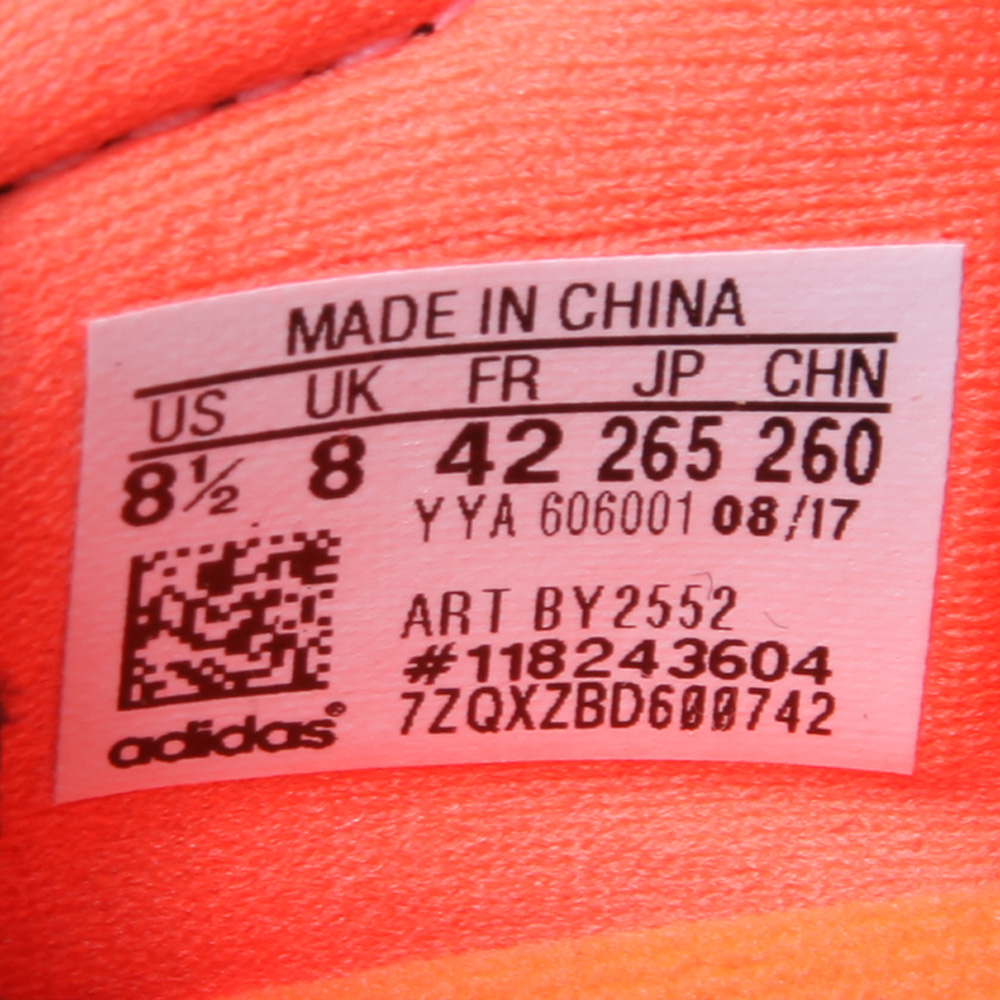 MADE IN CHINA
US UK FR JP CHN
8½ 8 42 265 260
YYA 606001 08/17
ART BY2552
#118243604
7ZQXZBD600742
adidas®